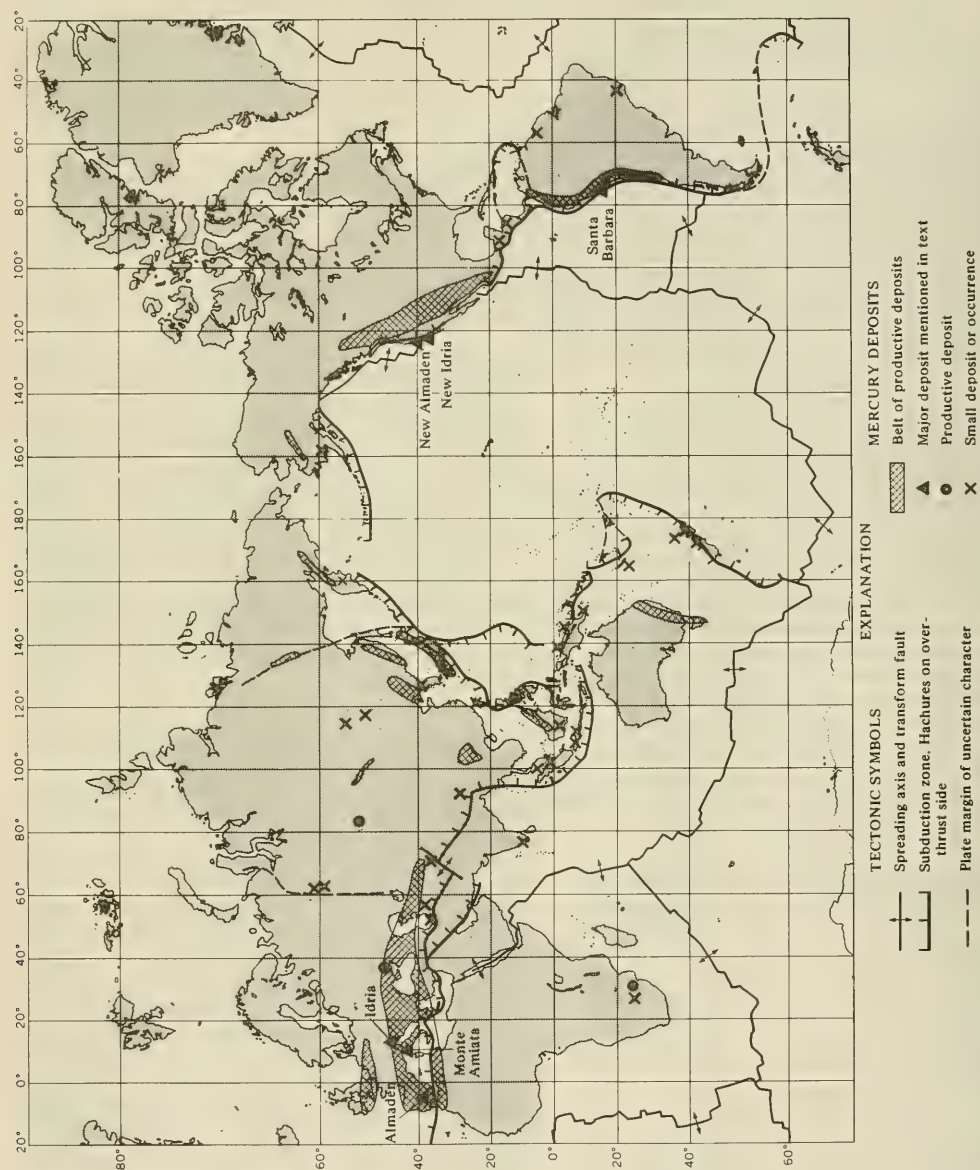 20° 0° 20° 40° 60° 80° 100° 120° 140° 160° 180° 160° 140° 120° 100° 80° 60° 40° 20°
80°
60°
40°
20°
0°
20°
40°
60°
Almadén
Idria
Monte
Amiata
New Almaden
New Idria
Santa
Barbara
EXPLANATION
TECTONIC SYMBOLS
Spreading axis and transform fault
Subduction zone. Hachures on over-
thrust side
Plate margin of uncertain character
MERCURY DEPOSITS
Belt of productive deposits
Major deposit mentioned in text
Productive deposit
Small deposit or occurrence